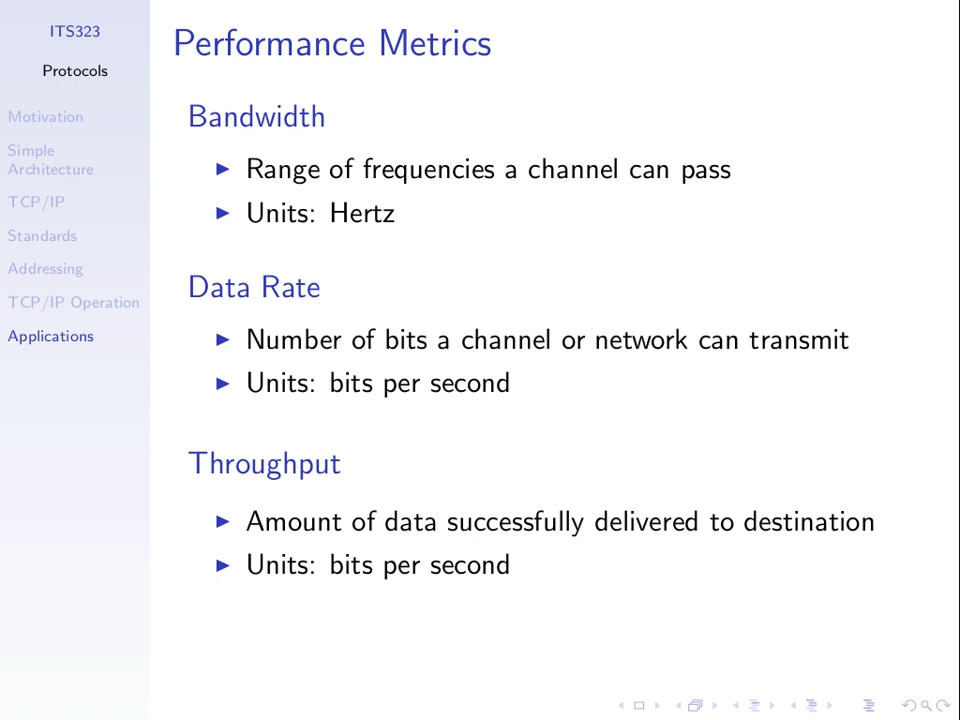 ITS323
Protocols
Motivation
Simple
Architecture
TCP/IP
Standards
Addressing
TCP/IP Operation
Applications
Performance Metrics
Bandwidth
Range of frequencies a channel can pass
Units: Hertz
Data Rate
Number of bits a channel or network can transmit
Units: bits per second
Throughput
Amount of data successfully delivered to destination
Units: bits per second